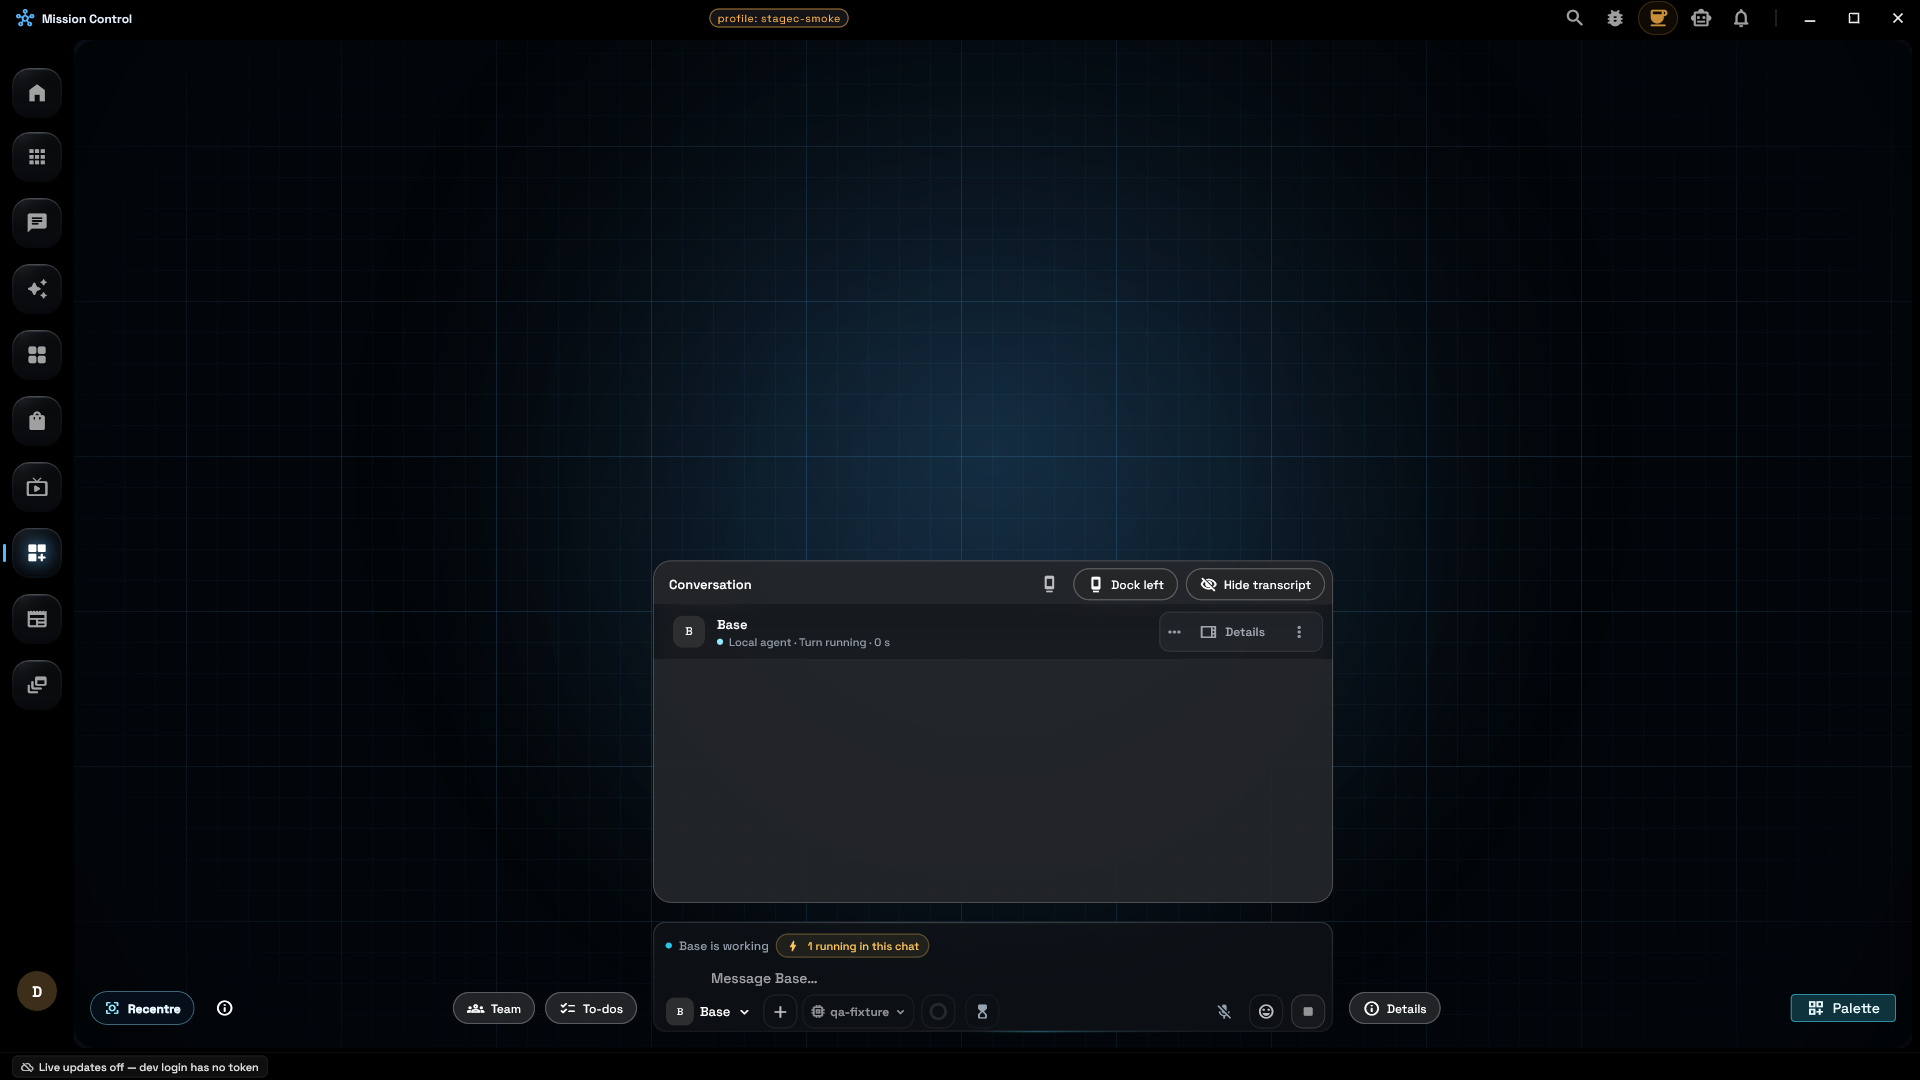 Mission Control
profile: stagec-smoke
Conversation
Dock left
Hide transcript
B
Base
Local agent · Turn running · 0 s
Details
Base is working
1 running in this chat
Message Base...
B
Base
qa-fixture
D
Recentre
Team
To-dos
Details
Palette
Live updates off — dev login has no token